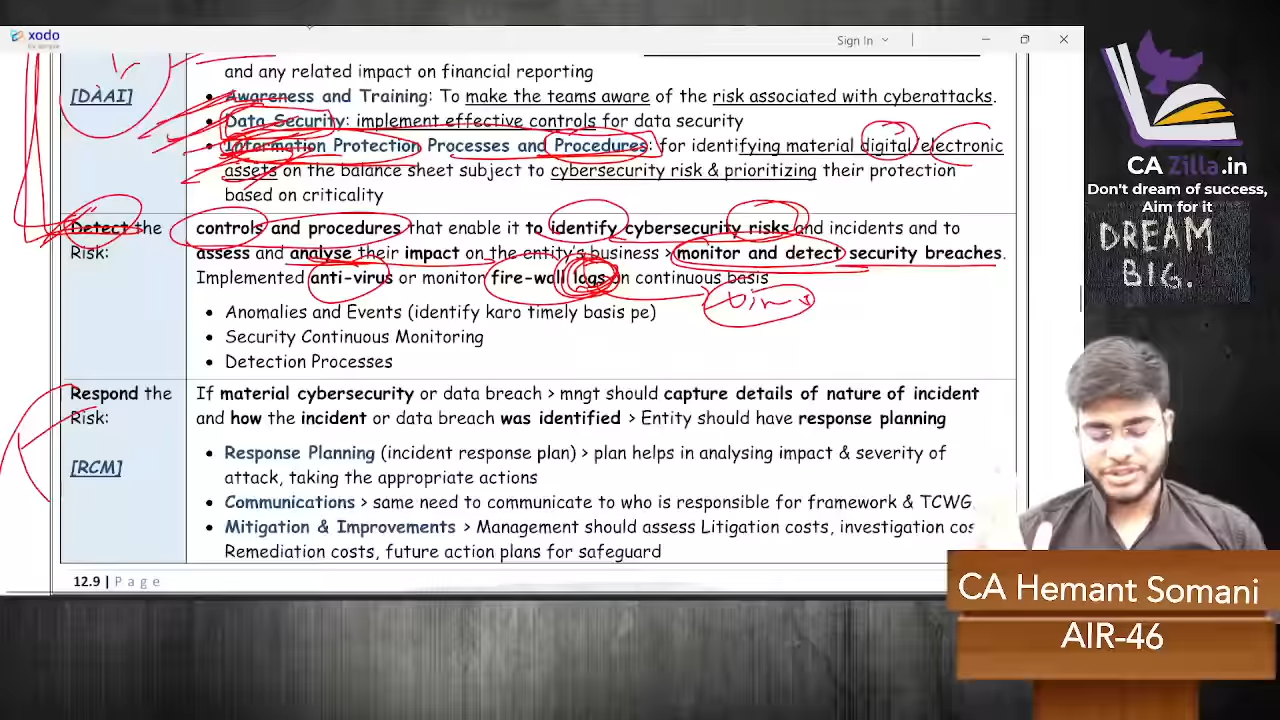 xodo
Sign In
and any related impact on financial reporting
[DAAI]
• Awareness and Training: To make the teams aware of the risk associated with cyberattacks.
• Data Security: implement effective controls for data security
• Information Protection Processes and Procedures: for identifying material digital/electronic
assets on the balance sheet subject to cybersecurity risk & prioritizing their protection
based on criticality
Detect the
Risk:
controls and procedures that enable it to identify cybersecurity risks and incidents and to
assess and analyse their impact on the entity's business > monitor and detect security breaches.
Implemented anti-virus or monitor fire-wall logs on continuous basis
• Anomalies and Events (identify karo timely basis pe)
• Security Continuous Monitoring
• Detection Processes
Respond the
Risk:
[RCM]
If material cybersecurity or data breach > mngt should capture details of nature of incident
and how the incident or data breach was identified > Entity should have response planning
• Response Planning (incident response plan) > plan helps in analysing impact & severity of
attack, taking the appropriate actions
• Communications > same need to communicate to who is responsible for framework & TCWG
• Mitigation & Improvements > Management should assess Litigation costs, investigation cos
Remediation costs, future action plans for safeguard
12.9 | Page
CA Zilla.in
Don't dream of success,
Aim for it
DREAM
BIG.
CA Hemant Somani
AIR-46